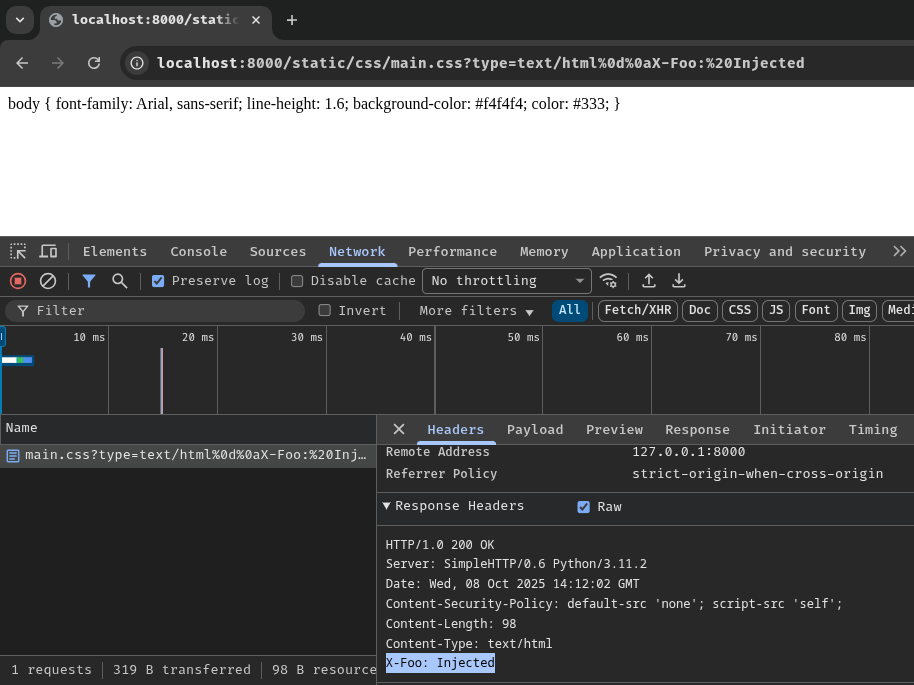 localhost:8000/static
localhost:8000/static/css/main.css?type=text/html%0d%0aX-Foo:%20Injected
body { font-family: Arial, sans-serif; line-height: 1.6; background-color: #f4f4f4; color: #333; }
Elements Console Sources Network Performance Memory Application Privacy and security
Preserve log Disable cache No throttling
Filter Invert More filters All Fetch/XHR Doc CSS JS Font Img Medi
10 ms 20 ms 30 ms 40 ms 50 ms 60 ms 70 ms 80 ms
Name
Headers Payload Preview Response Initiator Timing
main.css?type=text/html%0d%0aX-Foo:%20Inj…
Remote Address 127.0.0.1:8000
Referrer Policy strict-origin-when-cross-origin
Response Headers Raw
HTTP/1.0 200 OK
Server: SimpleHTTP/0.6 Python/3.11.2
Date: Wed, 08 Oct 2025 14:12:02 GMT
Content-Security-Policy: default-src 'none'; script-src 'self';
Content-Length: 98
Content-Type: text/html
X-Foo: Injected
1 requests 319 B transferred 98 B resource